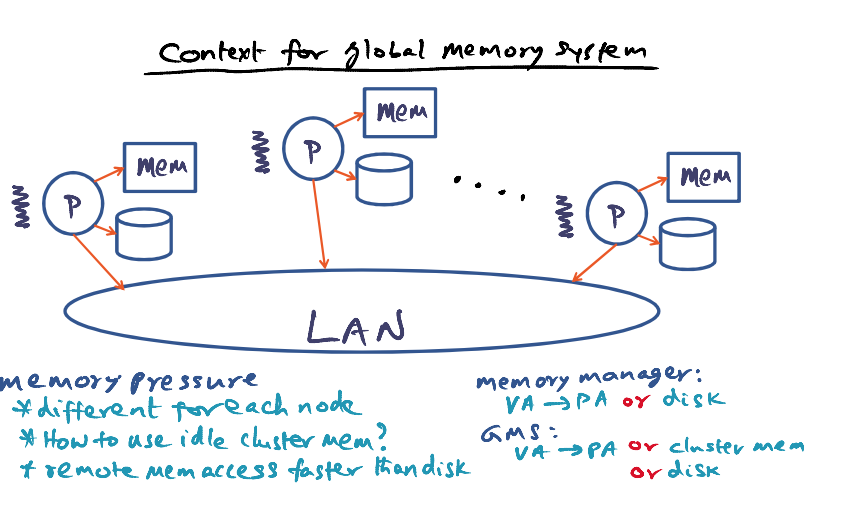 Context for global memory system
mem
P
mem
P
mem
P
LAN
memory pressure
* different for each node
* How to use idle cluster mem?
+ remote mem access faster than disk
memory manager:
VA → PA or disk
GMS:
VA → PA or cluster mem
or disk